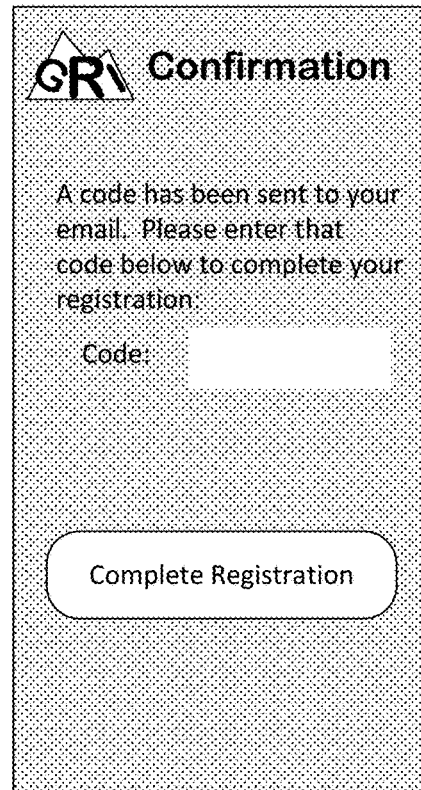 GRI Confirmation
A code has been sent to your
email. Please enter that
code below to complete your
registration:
Code:
Complete Registration